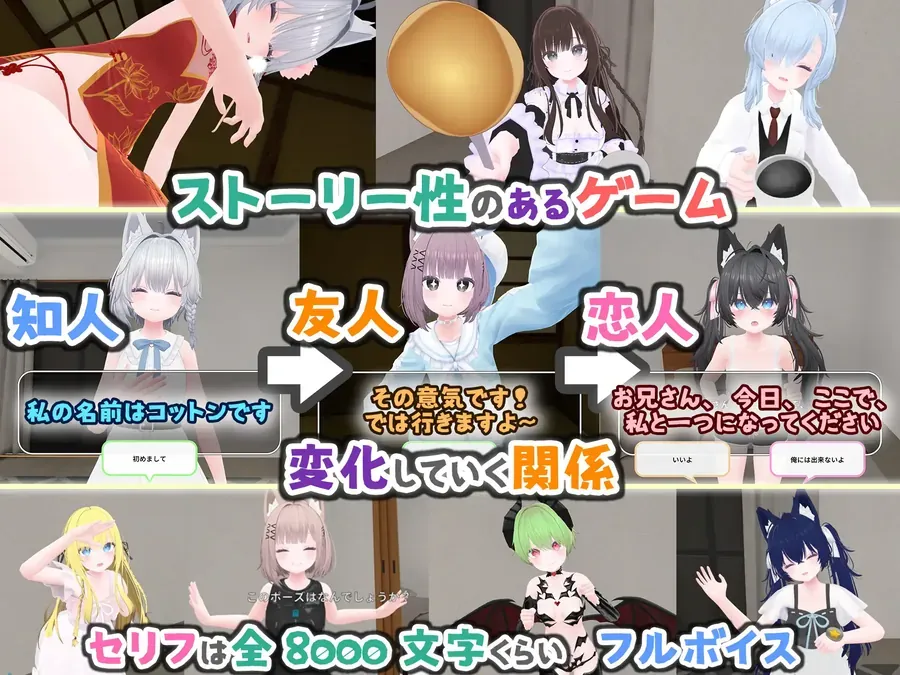 ストーリー性のあるゲーム
知人
友人
恋人
私の名前はコットンです
初めまして
その意気です！
では行きますよ~
お兄さん、今日、ここで、
私と一つになってください
いいよ
俺には出来ないよ
変化していく関係
このポーズはなんでしょうか?
セリフは全8000文字くらい フルボイス